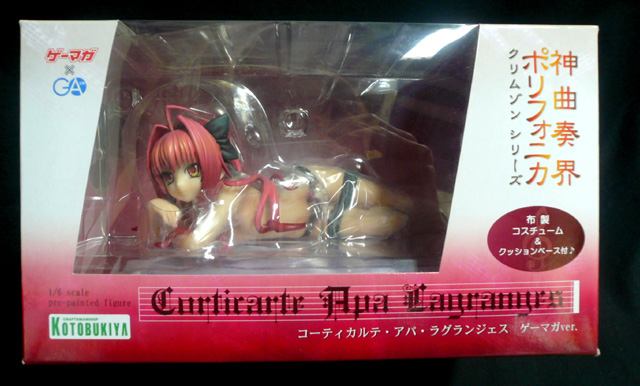 ゲーマガ
×
GA
神曲奏界
ポリフォニカ
クリムゾン シリーズ
布製
コスチューム
&
クッションベース付♪
1/6 scale
pre-painted figure
Corticarte Apa Lagranges
CRAFTSMANSHIP
KOTOBUKIYA
コーティカルテ・アパ・ラグランジェス ゲーマガver.